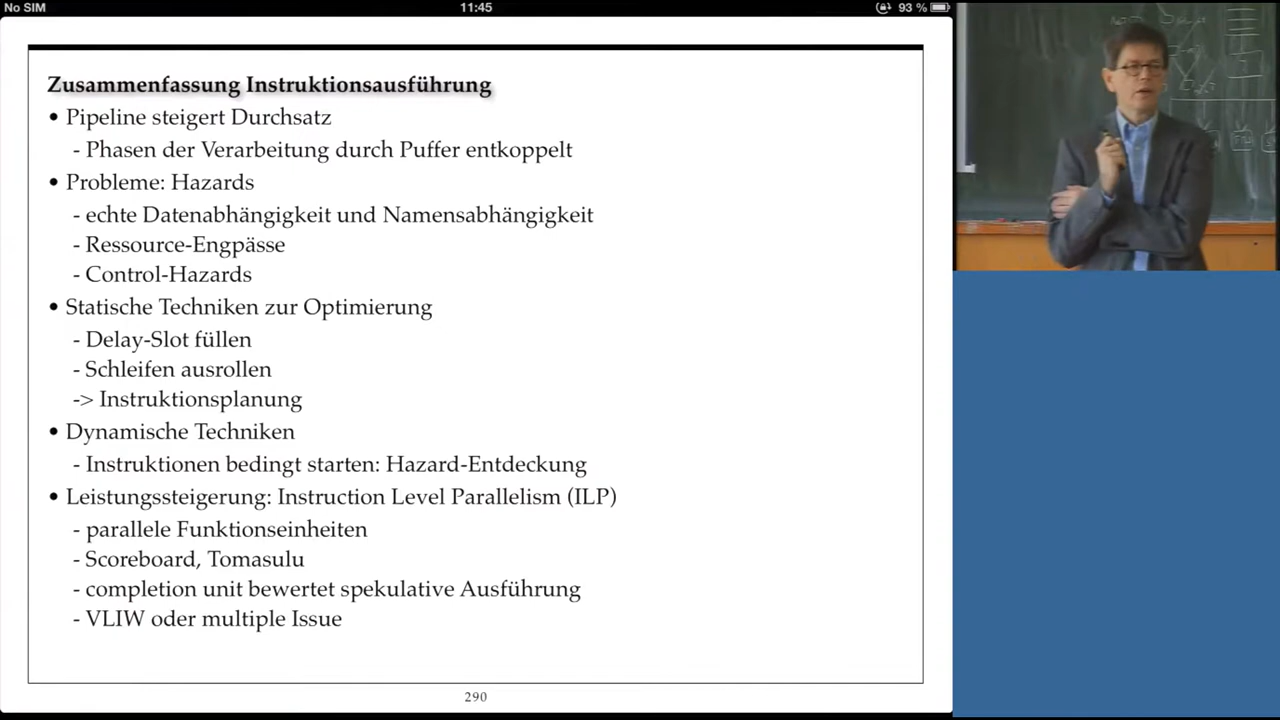 No SIM 11:45 93 %
Zusammenfassung Instruktionsausführung
• Pipeline steigert Durchsatz
- Phasen der Verarbeitung durch Puffer entkoppelt
• Probleme: Hazards
- echte Datenabhängigkeit und Namensabhängigkeit
- Ressource-Engpässe
- Control-Hazards
• Statische Techniken zur Optimierung
- Delay-Slot füllen
- Schleifen ausrollen
-> Instruktionsplanung
• Dynamische Techniken
- Instruktionen bedingt starten: Hazard-Entdeckung
• Leistungssteigerung: Instruction Level Parallelism (ILP)
- parallele Funktionseinheiten
- Scoreboard, Tomasulu
- completion unit bewertet spekulative Ausführung
- VLIW oder multiple Issue
290